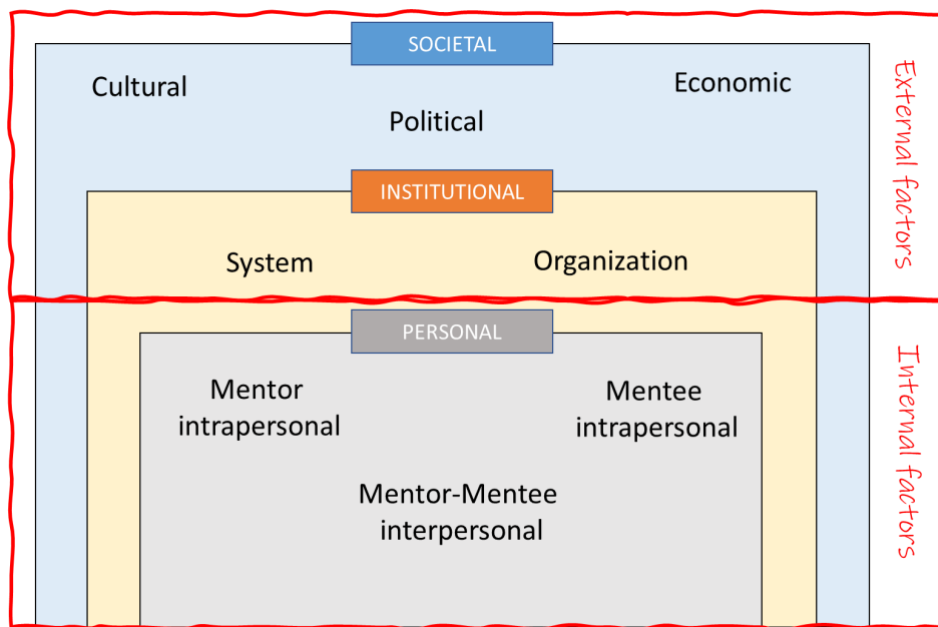 SOCIETAL
Cultural
Economic
Political
INSTITUTIONAL
System
Organization
External factors
PERSONAL
Mentor
intrapersonal
Mentee
intrapersonal
Mentor-Mentee
interpersonal
Internal factors